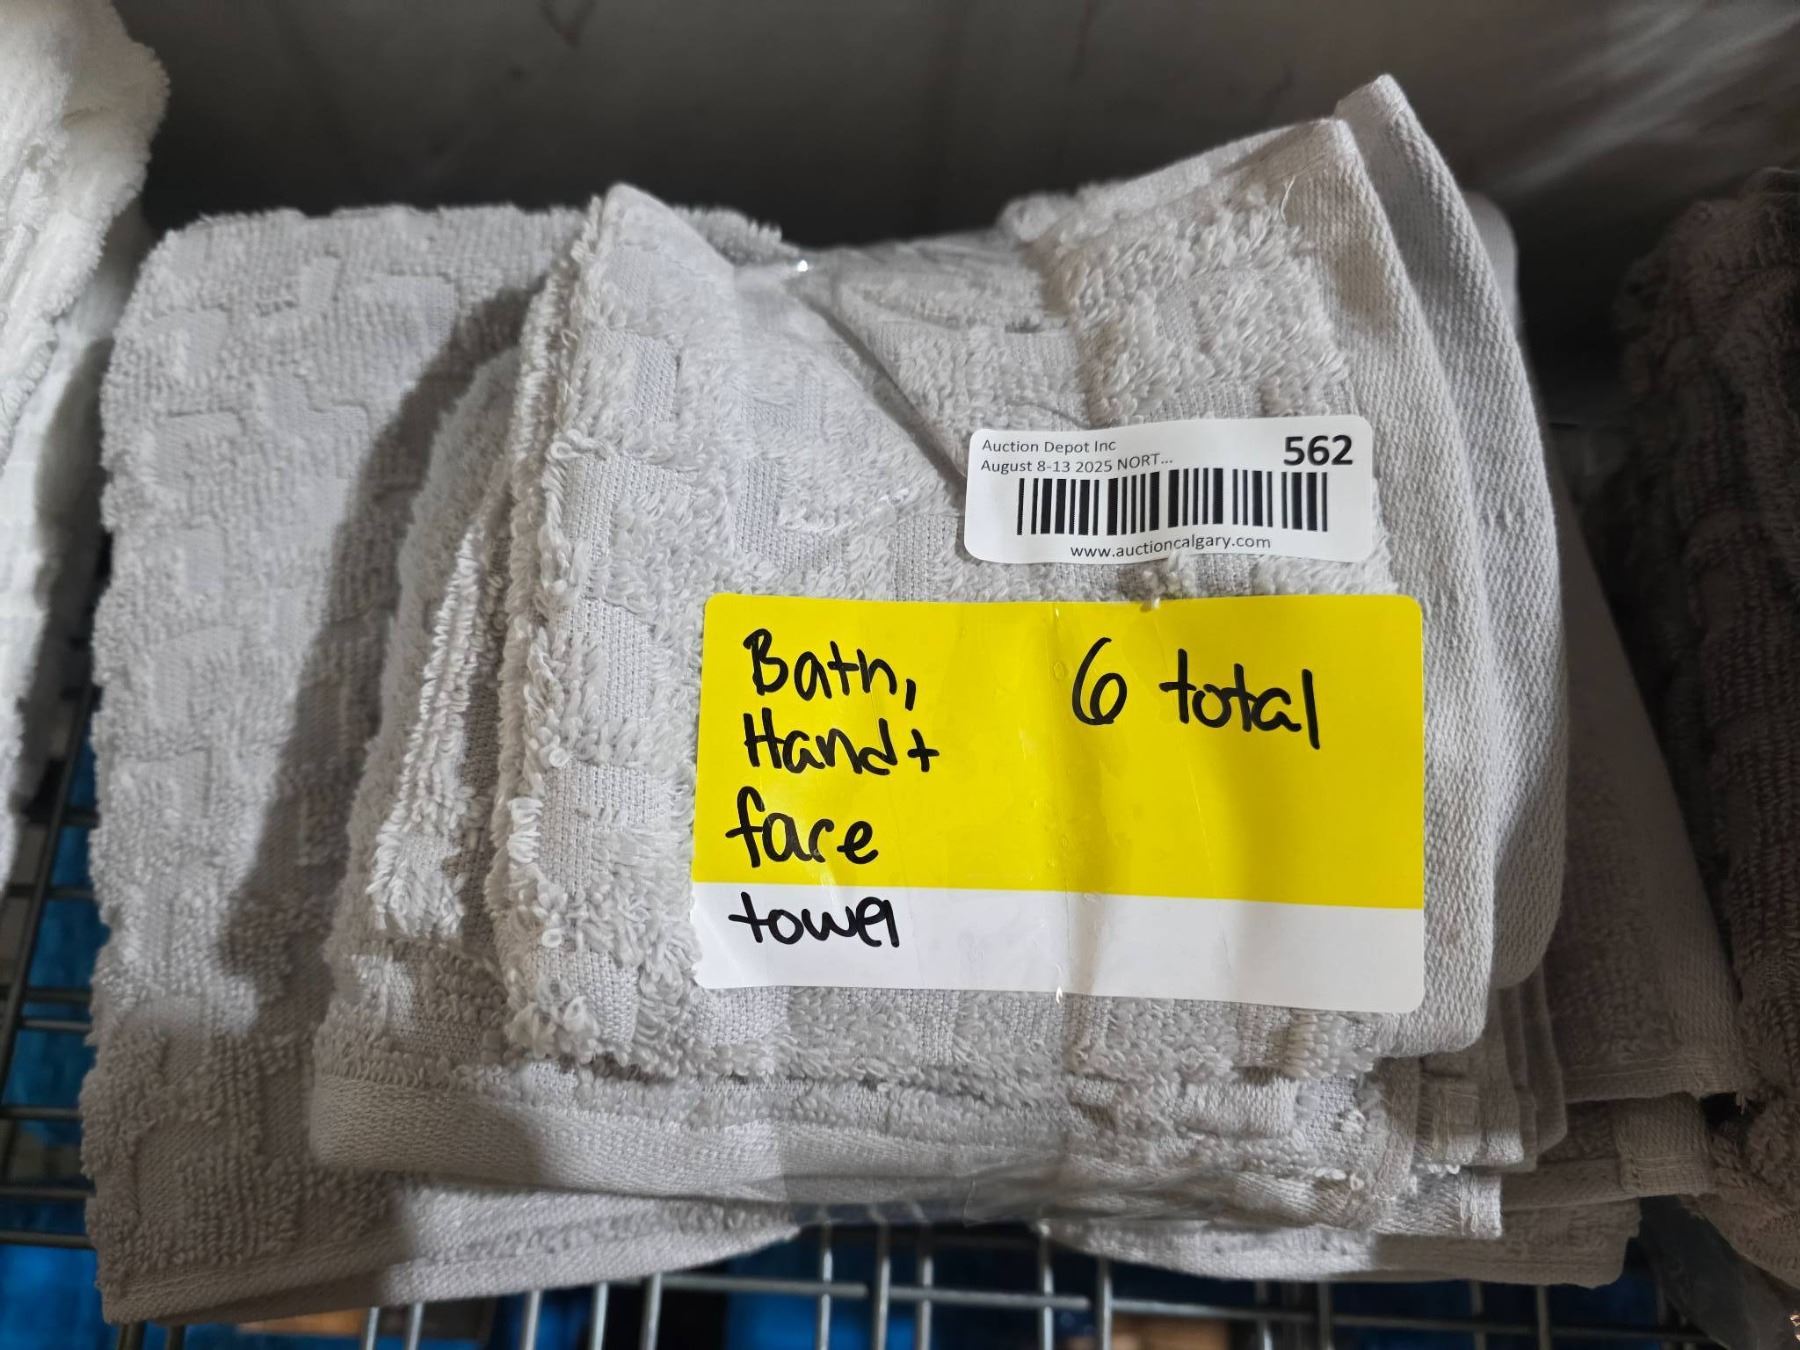 Auction Depot Inc 562
August 8-13 2025 NORT...
www.auctioncalgary.com
Bath, 6 total
Hand+
face
towel